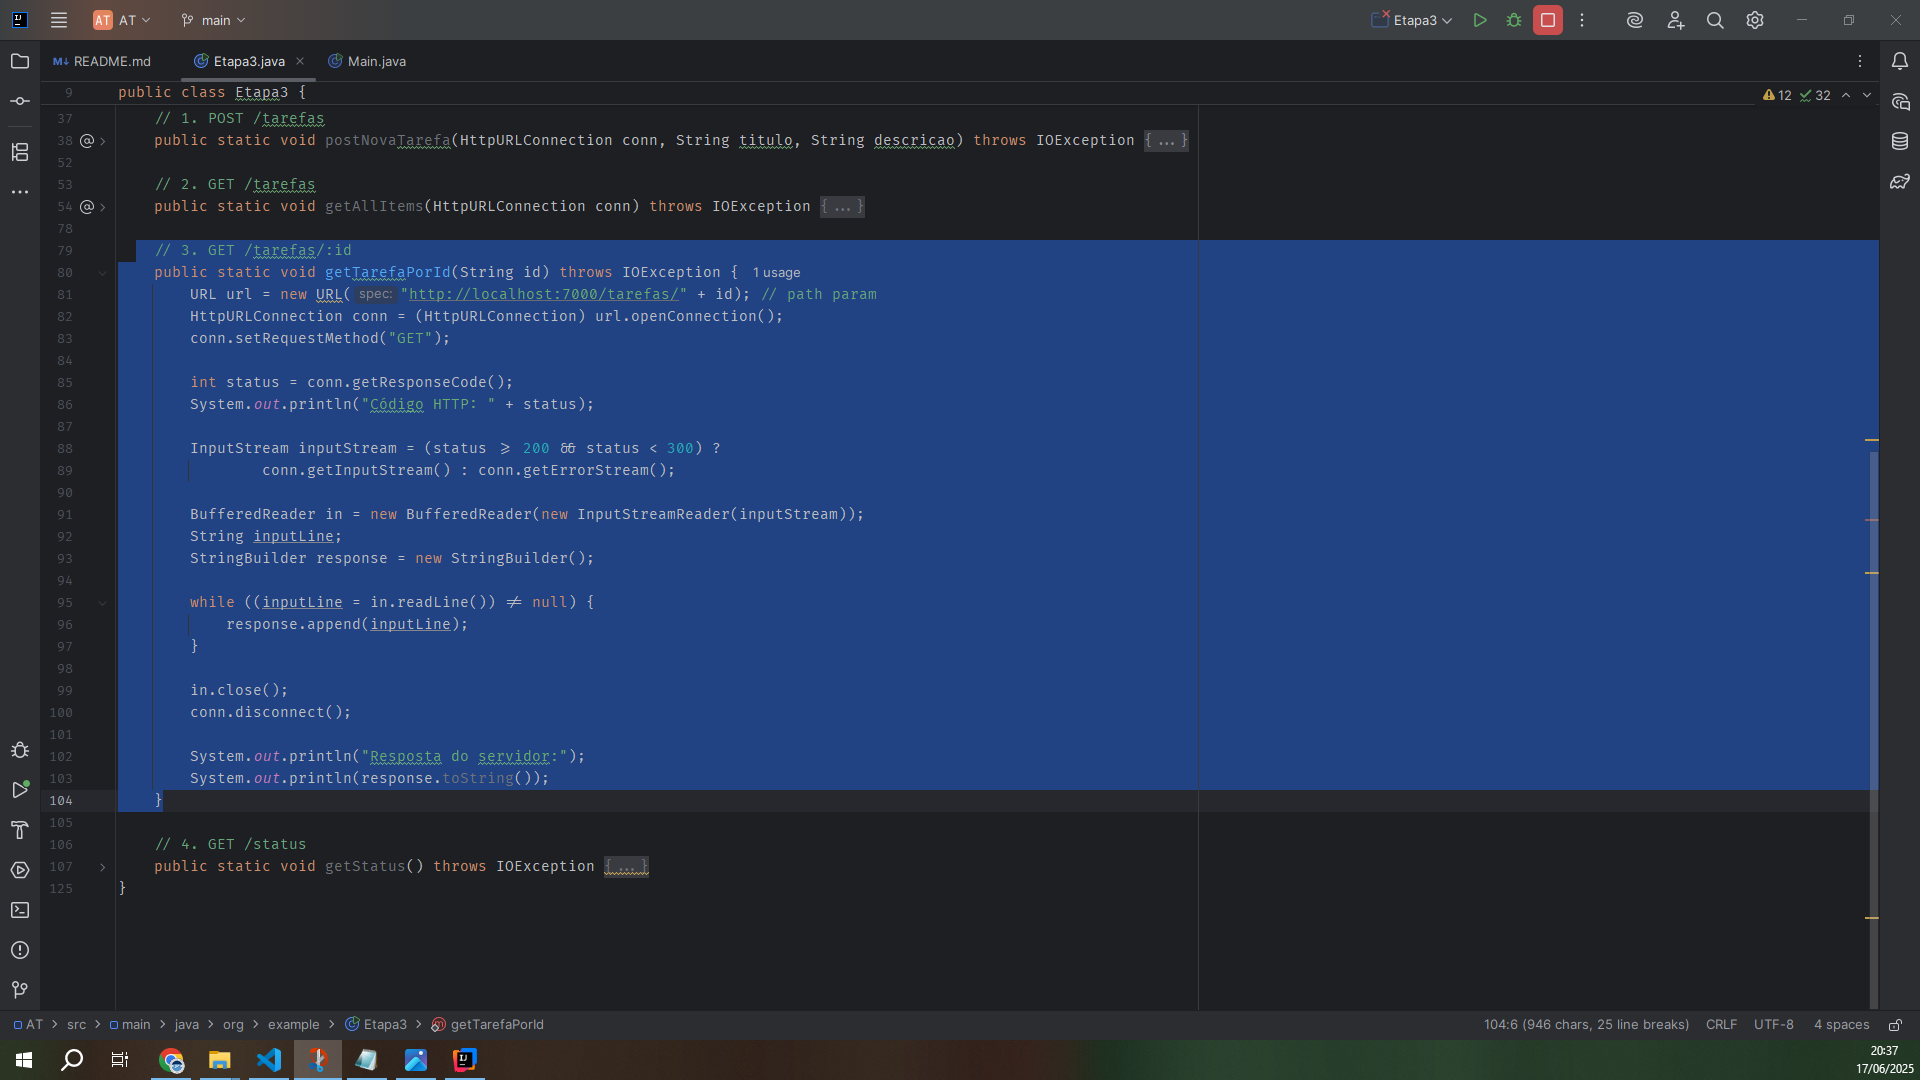 AT AT main Etapa3
README.md Etapa3.java Main.java
9 public class Etapa3 { 12 32
37 // 1. POST /tarefas
38 @ public static void postNovaTarefa(HttpURLConnection conn, String titulo, String descricao) throws IOException {...}
52
53 // 2. GET /tarefas
54 @ public static void getAllItems(HttpURLConnection conn) throws IOException {...}
78
79 // 3. GET /tarefas/:id
80 public static void getTarefaPorId(String id) throws IOException { 1 usage
81 URL url = new URL( spec: "http://localhost:7000/tarefas/" + id); // path param
82 HttpURLConnection conn = (HttpURLConnection) url.openConnection();
83 conn.setRequestMethod("GET");
84
85 int status = conn.getResponseCode();
86 System.out.println("Código HTTP: " + status);
87
88 InputStream inputStream = (status >= 200 && status < 300) ?
89 conn.getInputStream() : conn.getErrorStream();
90
91 BufferedReader in = new BufferedReader(new InputStreamReader(inputStream));
92 String inputLine;
93 StringBuilder response = new StringBuilder();
94
95 while ((inputLine = in.readLine()) != null) {
96 response.append(inputLine);
97 }
98
99 in.close();
100 conn.disconnect();
101
102 System.out.println("Resposta do servidor:");
103 System.out.println(response.toString());
104 }
105
106 // 4. GET /status
107 public static void getStatus() throws IOException {...}
125 }
AT > src > main > java > org > example > Etapa3 > getTarefaPorId 104:6 (946 chars, 25 line breaks) CRLF UTF-8 4 spaces
20:37
17/06/2025